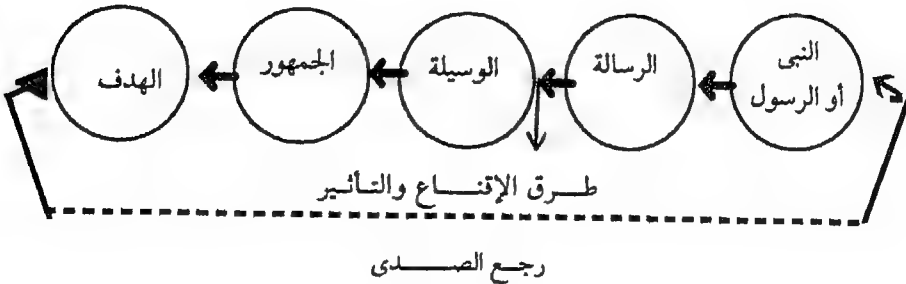 النبى
أو الرسول
الرسالة
الوسيلة
الجمهور
الهدف
طرق الإقناع والتأثير
رجع الصدى